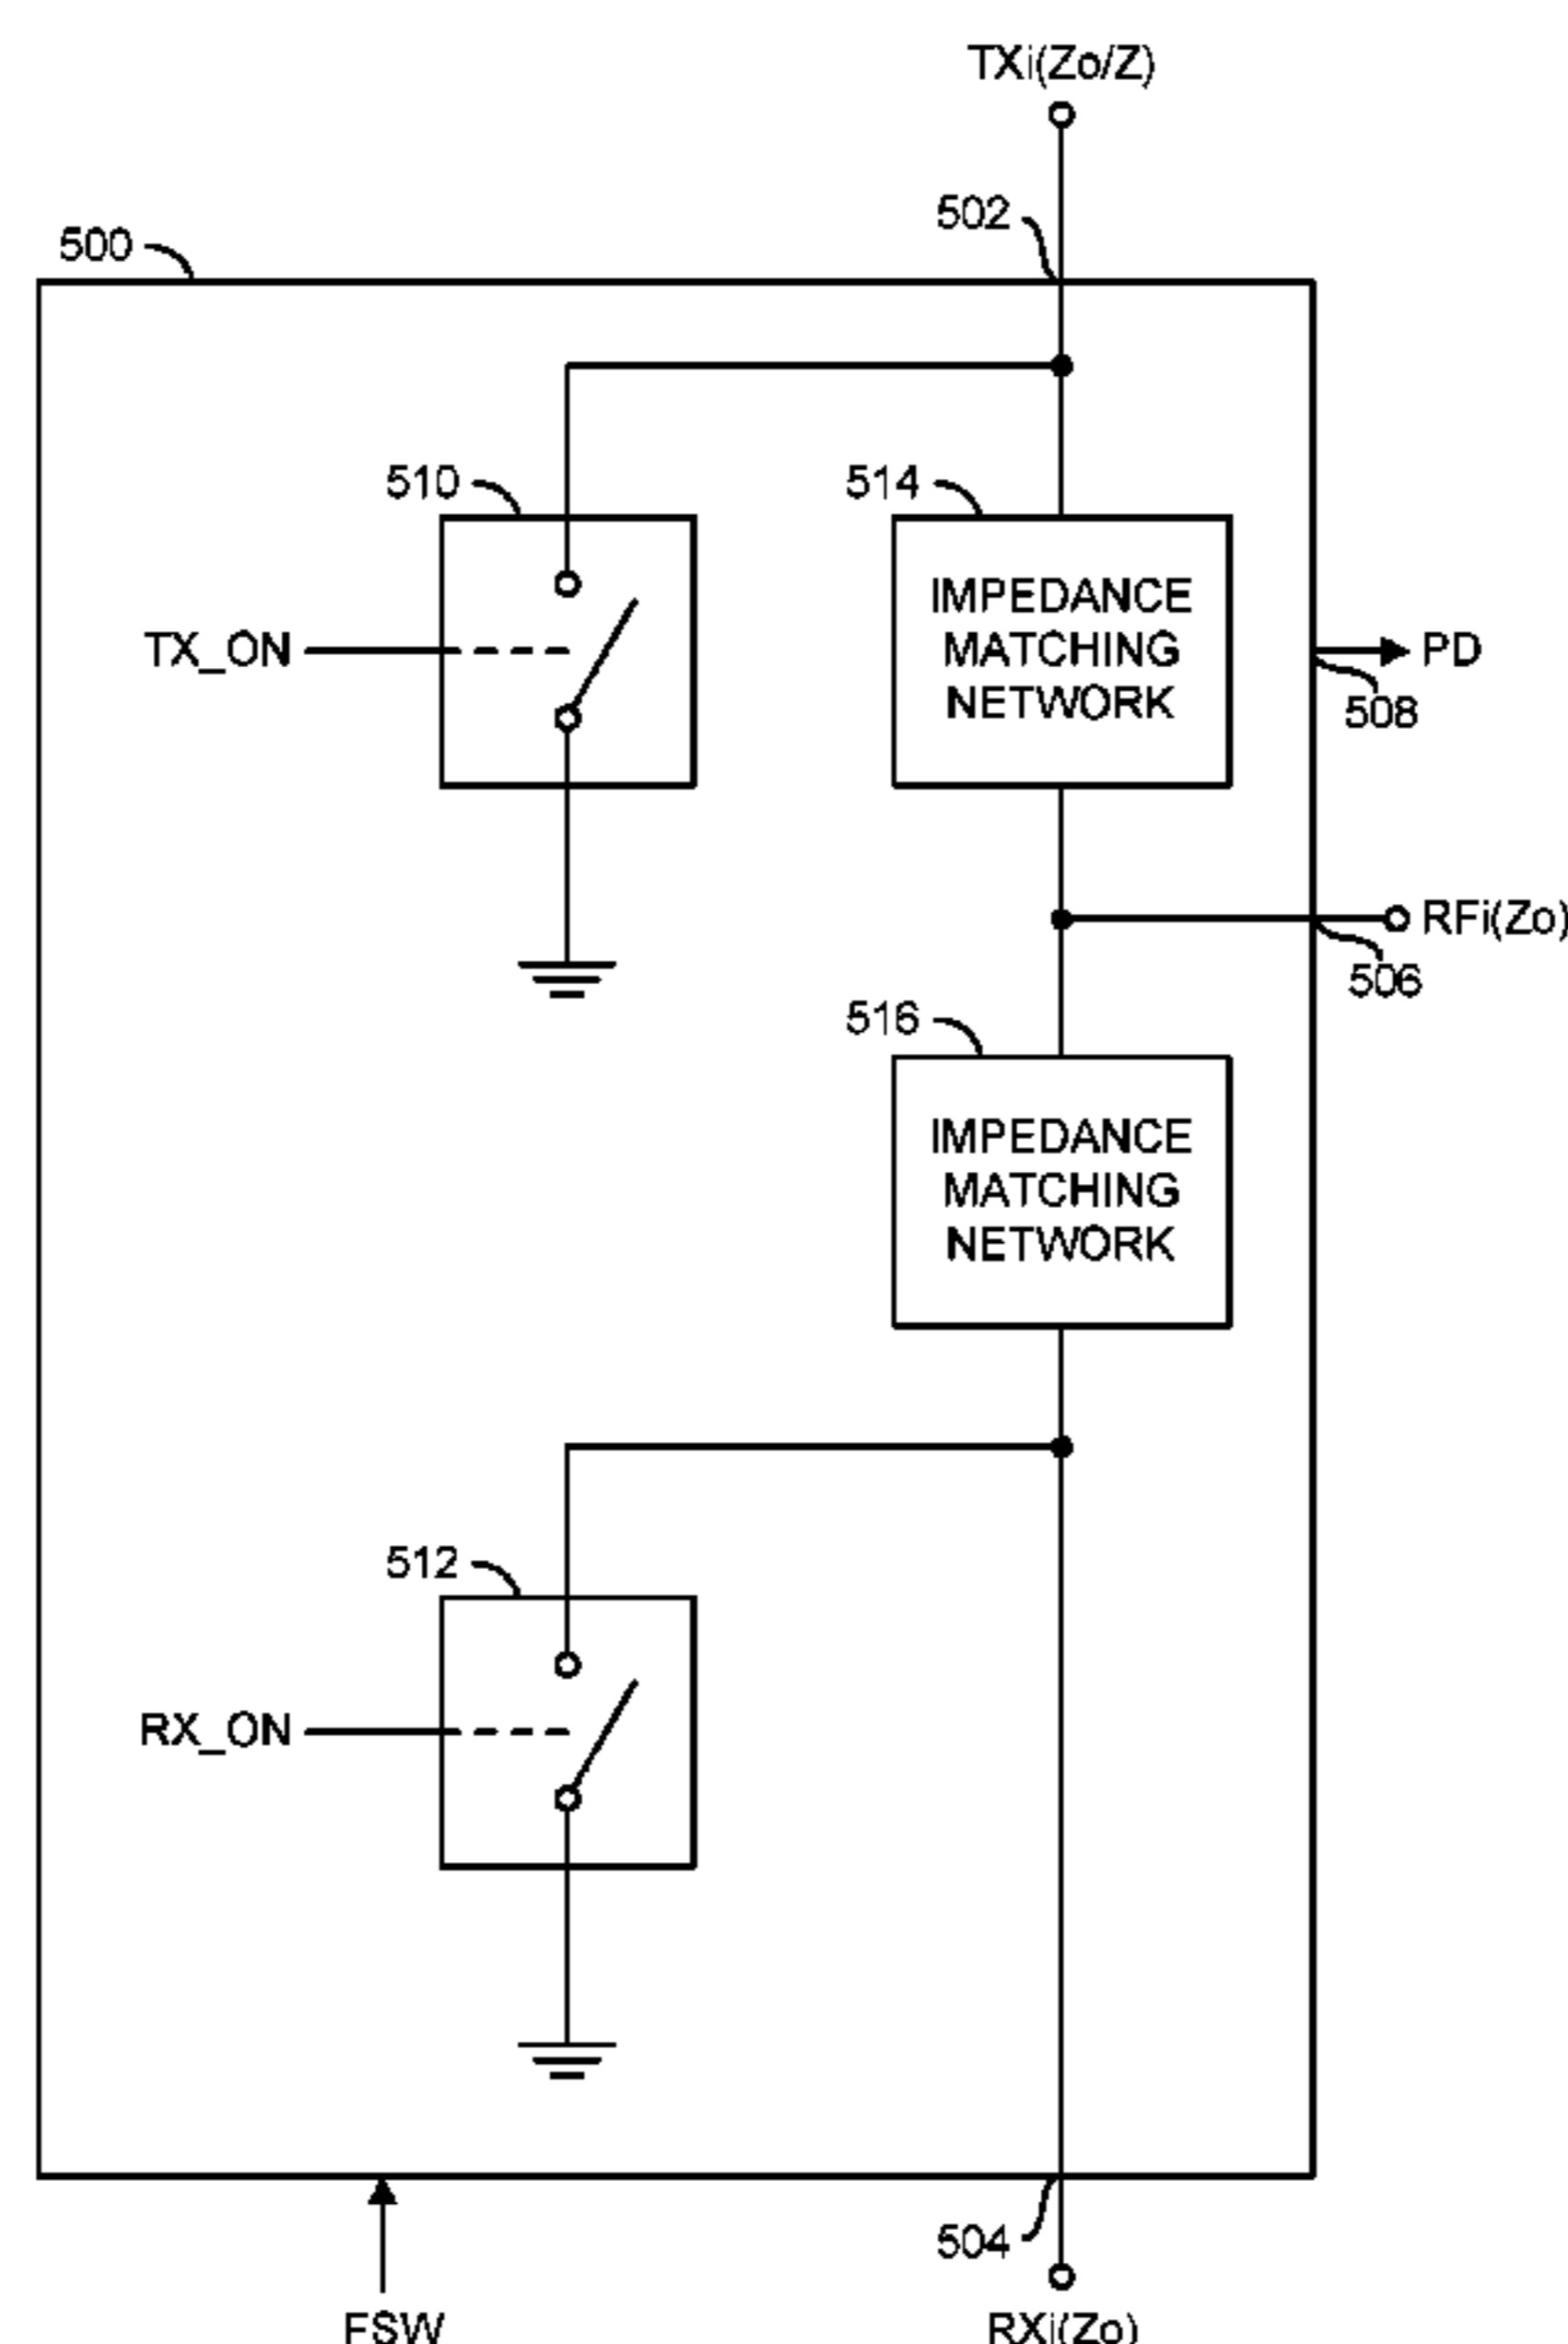 TXi(Zo/Z)
502
500
510
514
IMPEDANCE
MATCHING
NETWORK
TX_ON
PD
508
RFi(Zo)
506
516
IMPEDANCE
MATCHING
NETWORK
512
RX_ON
504
FSW
RXi(Zo)